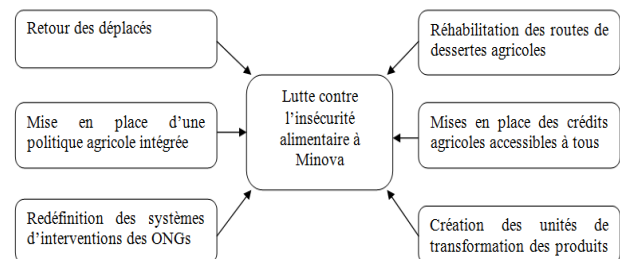 Retour des déplacés
Mise en place d'une
politique agricole intégrée
Redéfinition des systèmes
d'interventions des ONGs
Lutte contre
l'insécurité
alimentaire à
Minova
Réhabilitation des routes de
dessertes agricoles
Mises en place des crédits
agricoles accessibles à tous
Création des unités de
transformation des produits